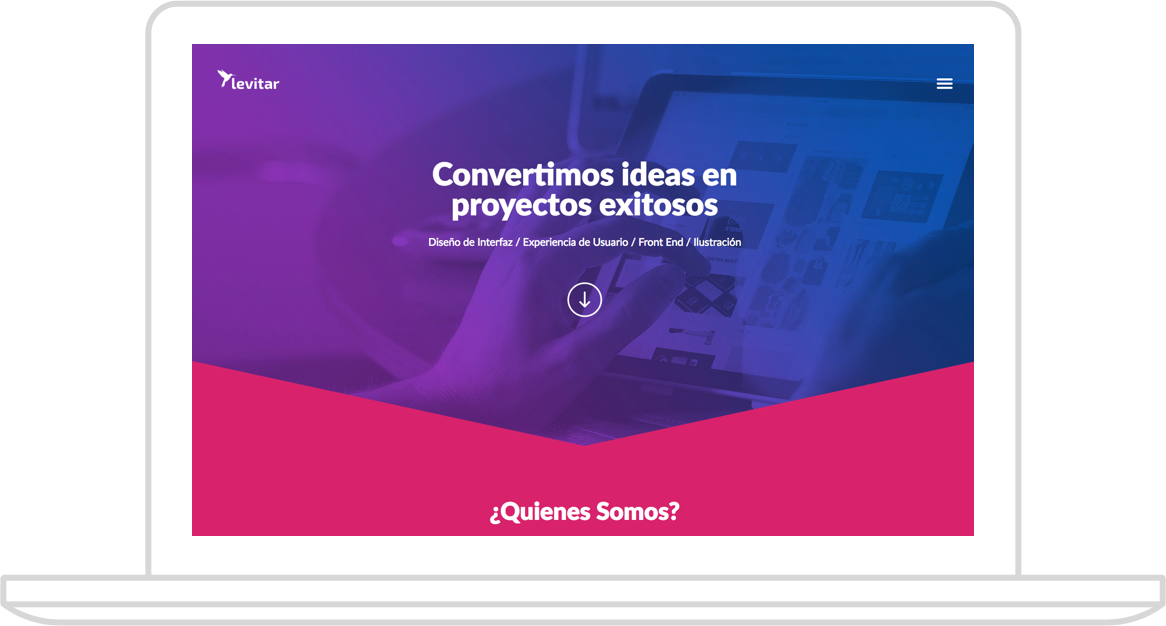 levitar
Convertimos ideas en
proyectos exitosos
Diseño de Interfaz / Experiencia de Usuario / Front End / Ilustración
¿Quienes Somos?